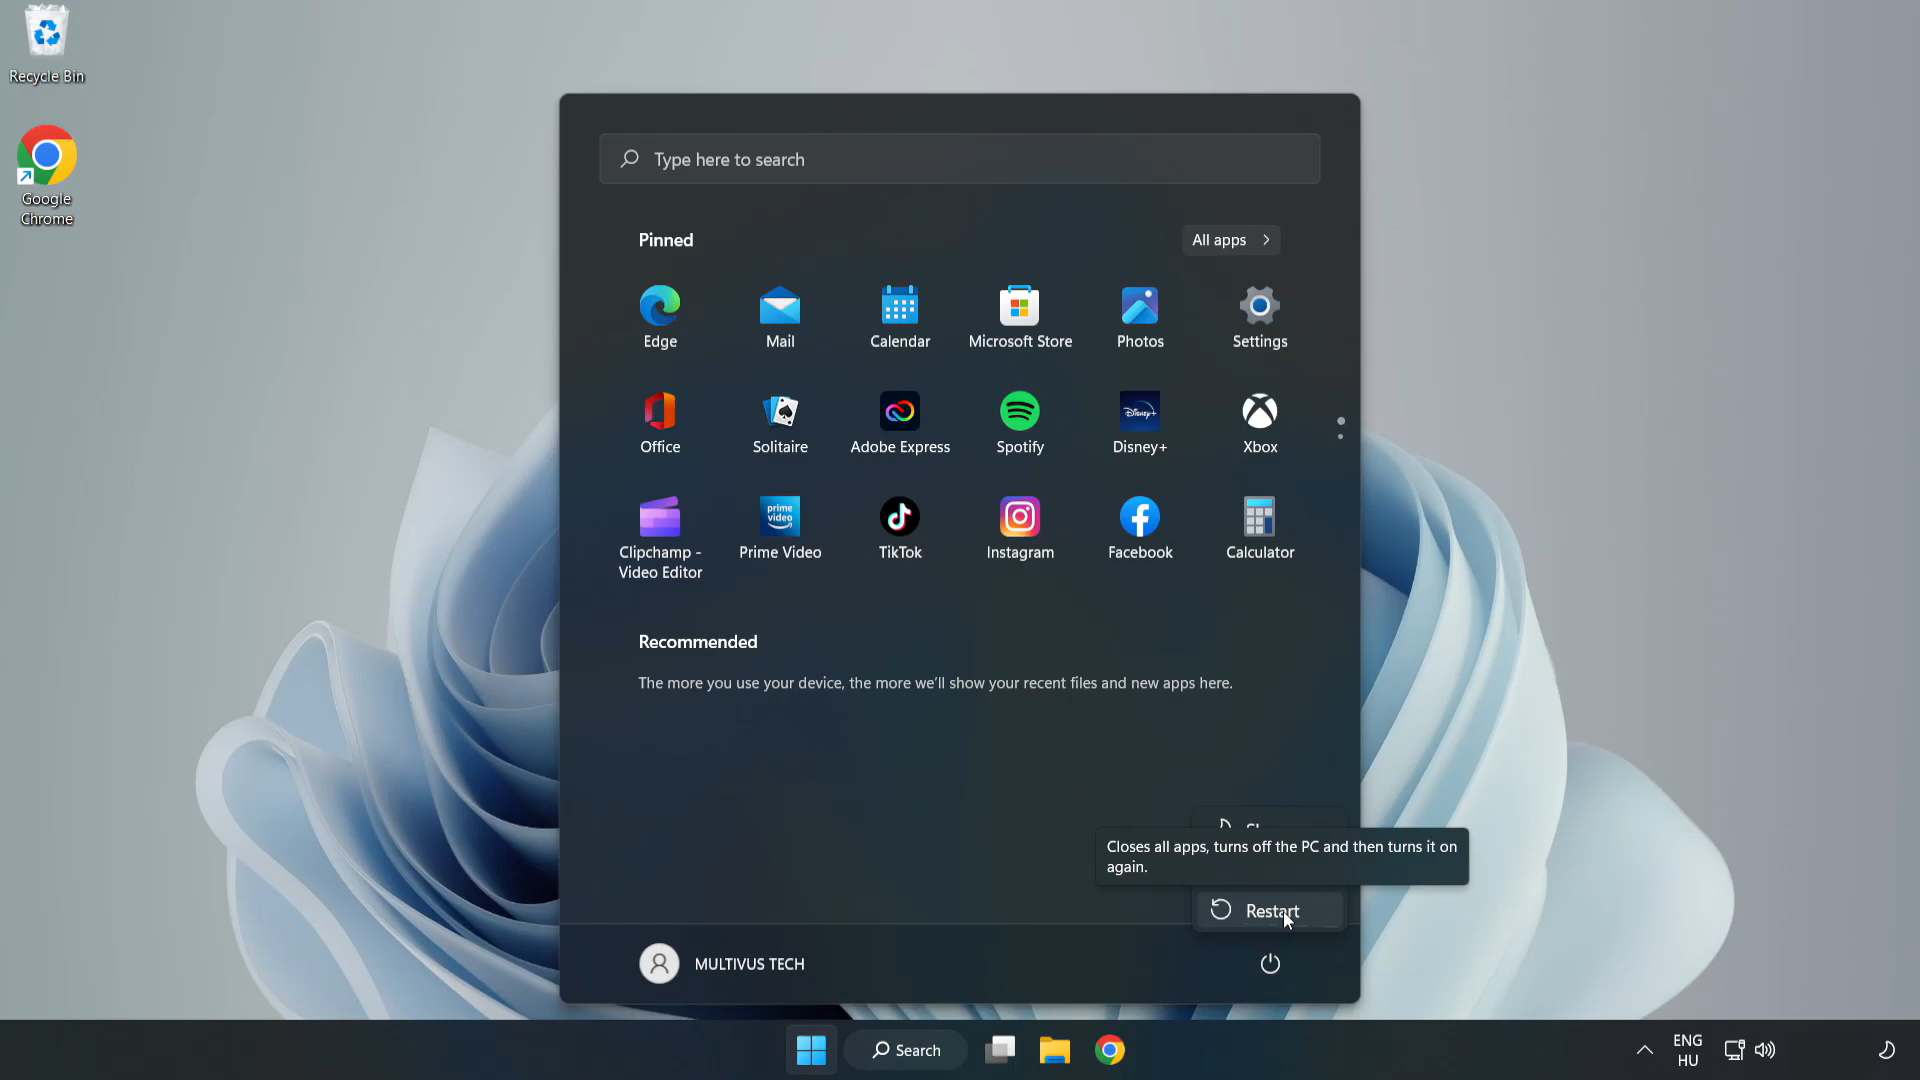 Recycle Bin
Google
Chrome
Type here to search
Pinned
All apps
Edge
Mail
Calendar
Microsoft Store
Photos
Settings
Office
Solitaire
Adobe Express
Disney+
Spotify
Disney+
Xbox
Clipchamp -
Video Editor
prime
video
Prime Video
TikTok
Instagram
Facebook
Calculator
Recommended
The more you use your device, the more we'll show your recent files and new apps here.
Closes all apps, turns off the PC and then turns it on
again.
Restart
MULTIVUS TECH
Search
ENG
HU